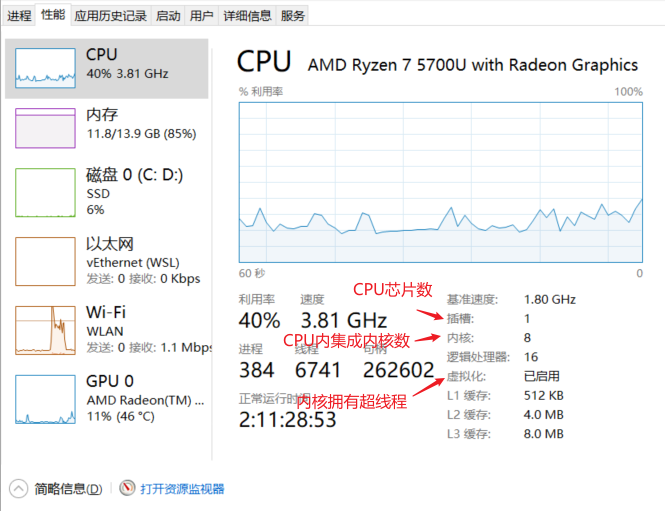 进程 性能 应用历史记录 启动 用户 详细信息 服务
CPU
40% 3.81 GHz
内存
11.8/13.9 GB (85%)
磁盘 0 (C: D:)
SSD
6%
以太网
vEthernet (WSL)
发送: 0 接收: 0 Kbps
Wi-Fi
WLAN
发送: 0 接收: 1.1 Mbps
GPU 0
AMD Radeon(TM) ...
11% (46 °C)
CPU AMD Ryzen 7 5700U with Radeon Graphics
% 利用率 100%
60 秒 0
利用率 速度
40% 3.81 GHz
进程 线程 句柄
384 6741 262602
正常运行时间
2:11:28:53
CPU芯片数
CPU内集成内核数
内核拥有超线程
基准速度: 1.80 GHz
插槽: 1
内核: 8
逻辑处理器: 16
虚拟化: 已启用
L1 缓存: 512 KB
L2 缓存: 4.0 MB
L3 缓存: 8.0 MB
简略信息(D) 打开资源监视器